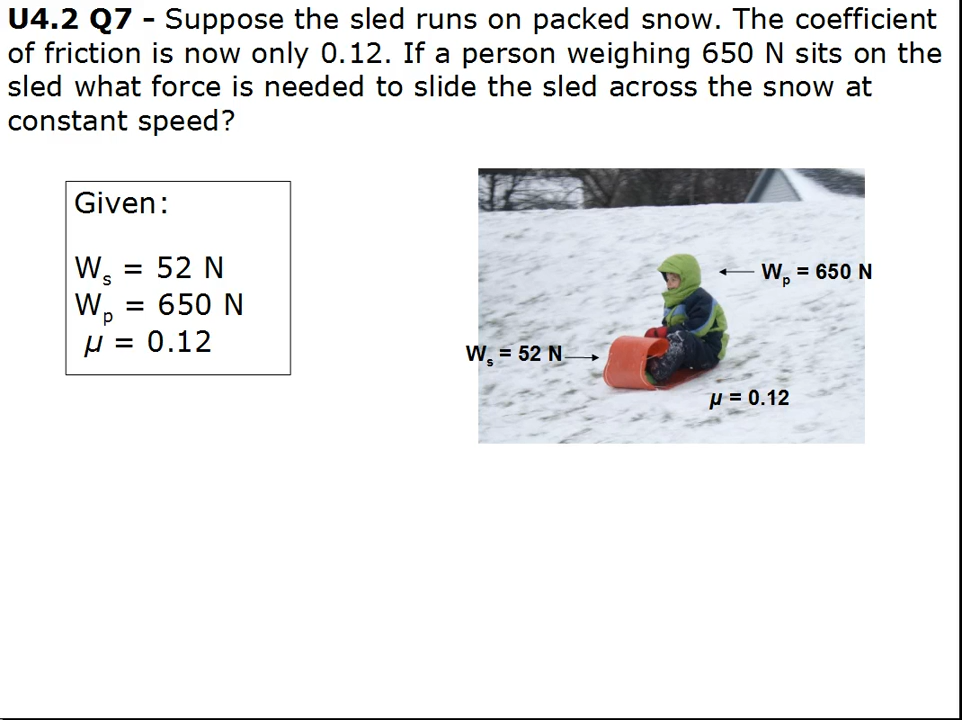 U4.2 Q7 - Suppose the sled runs on packed snow. The coefficient
of friction is now only 0.12. If a person weighing 650 N sits on the
sled what force is needed to slide the sled across the snow at
constant speed?
Given:
Ws = 52 N
Wp = 650 N
μ = 0.12
Wp = 650 N
Ws = 52 N
μ = 0.12